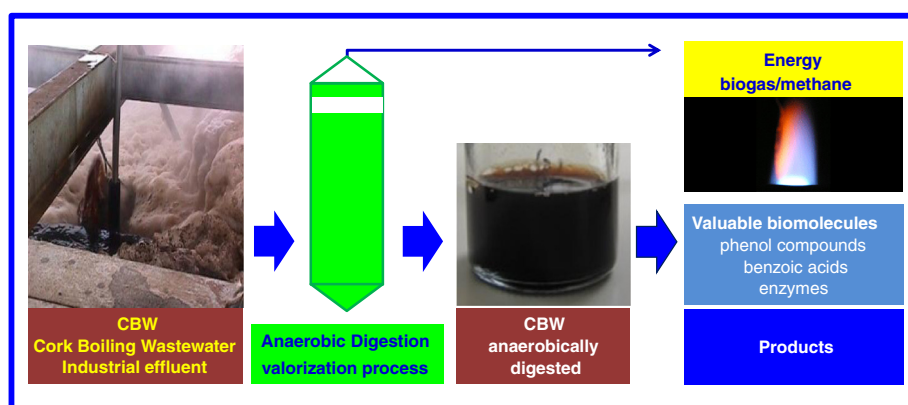 CBW
Cork Boiling Wastewater
Industrial effluent
Anaerobic Digestion
valorization process
CBW
anaerobically
digested
Energy
biogas/methane
Valuable biomolecules
phenol compounds
benzoic acids
enzymes
Products